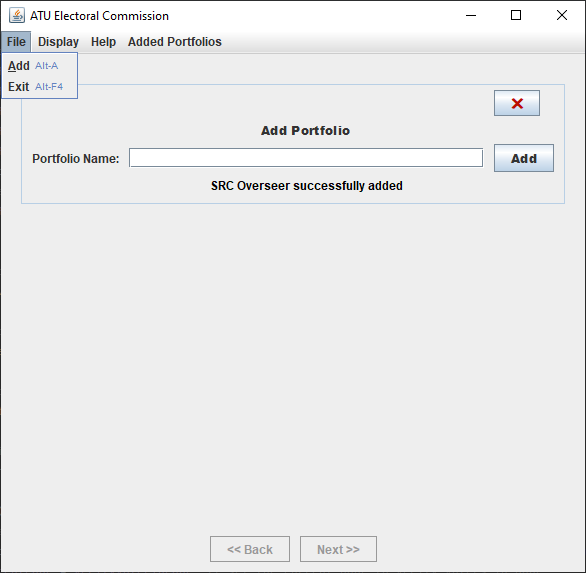 ATU Electoral Commission
File Display Help Added Portfolios
Add Alt-A
Exit Alt-F4
Add Portfolio
Portfolio Name: Add
SRC Overseer successfully added
<< Back Next >>